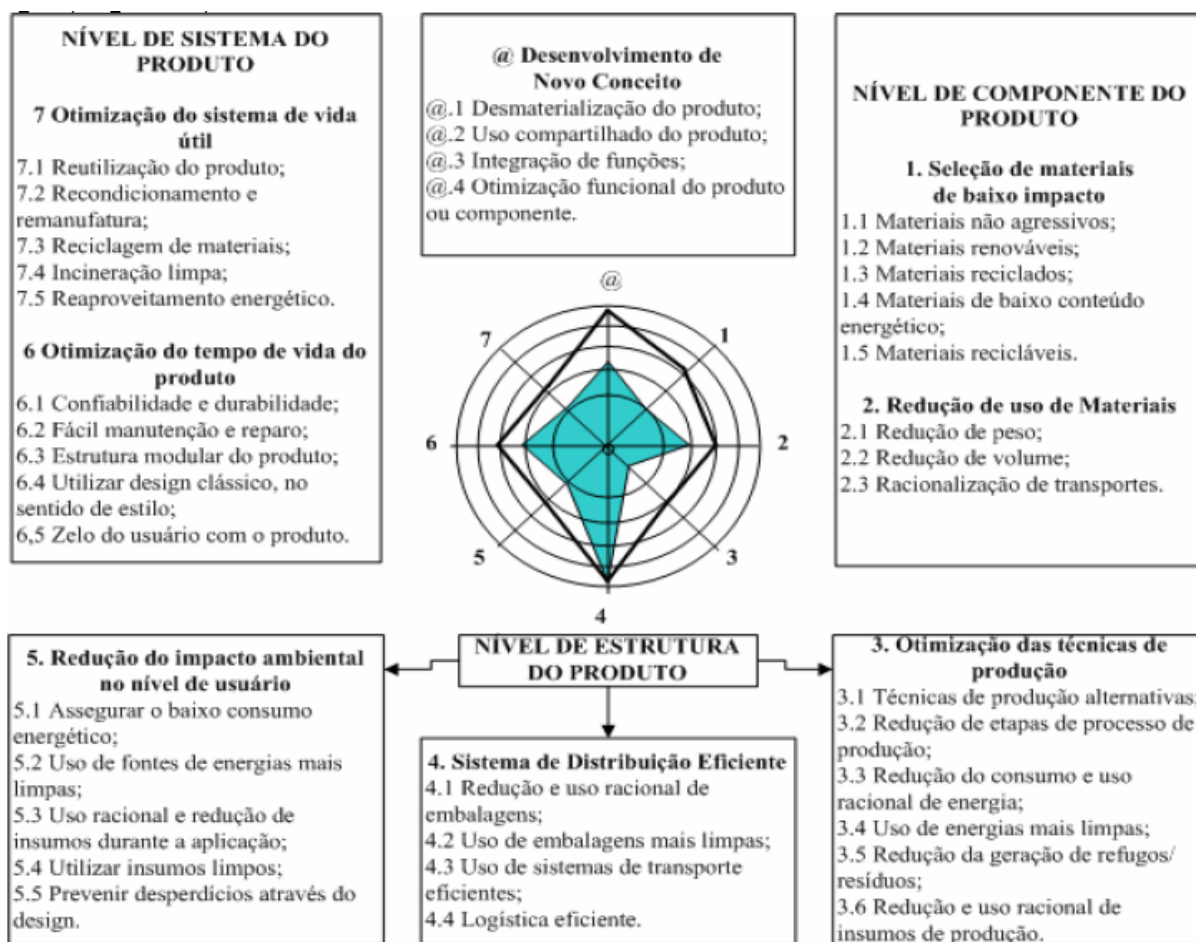 NÍVEL DE SISTEMA DO
PRODUTO
7 Otimização do sistema de vida
útil
7.1 Reutilização do produto;
7.2 Recondicionamento e
remanufatura;
7.3 Reciclagem de materiais;
7.4 Incineração limpa;
7.5 Reaproveitamento energético.
6 Otimização do tempo de vida do
produto
6.1 Confiabilidade e durabilidade;
6.2 Fácil manutenção e reparo;
6.3 Estrutura modular do produto;
6.4 Utilizar design clássico, no
sentido de estilo;
6,5 Zelo do usuário com o produto.
@ Desenvolvimento de
Novo Conceito
@.1 Desmaterialização do produto;
@.2 Uso compartilhado do produto;
@.3 Integração de funções;
@.4 Otimização funcional do produto
ou componente.
NÍVEL DE COMPONENTE DO
PRODUTO
1. Seleção de materiais
de baixo impacto
1.1 Materiais não agressivos;
1.2 Materiais renováveis;
1.3 Materiais reciclados;
1.4 Materiais de baixo conteúdo
energético;
1.5 Materiais recicláveis.
2. Redução de uso de Materiais
2.1 Redução de peso;
2.2 Redução de volume;
2.3 Racionalização de transportes.
@
7
1
6
2
5
3
4
NÍVEL DE ESTRUTURA
DO PRODUTO
5. Redução do impacto ambiental
no nível de usuário
5.1 Assegurar o baixo consumo
energético;
5.2 Uso de fontes de energias mais
limpas;
5.3 Uso racional e redução de
insumos durante a aplicação;
5.4 Utilizar insumos limpos;
5.5 Prevenir desperdícios através do
design.
4. Sistema de Distribuição Eficiente
4.1 Redução e uso racional de
embalagens;
4.2 Uso de embalagens mais limpas;
4.3 Uso de sistemas de transporte
eficientes;
4.4 Logística eficiente.
3. Otimização das técnicas de
produção
3.1 Técnicas de produção alternativas;
3.2 Redução de etapas de processo de
produção;
3.3 Redução do consumo e uso
racional de energia;
3.4 Uso de energias mais limpas;
3.5 Redução da geração de refugos/
resíduos;
3.6 Redução e uso racional de
insumos de produção.